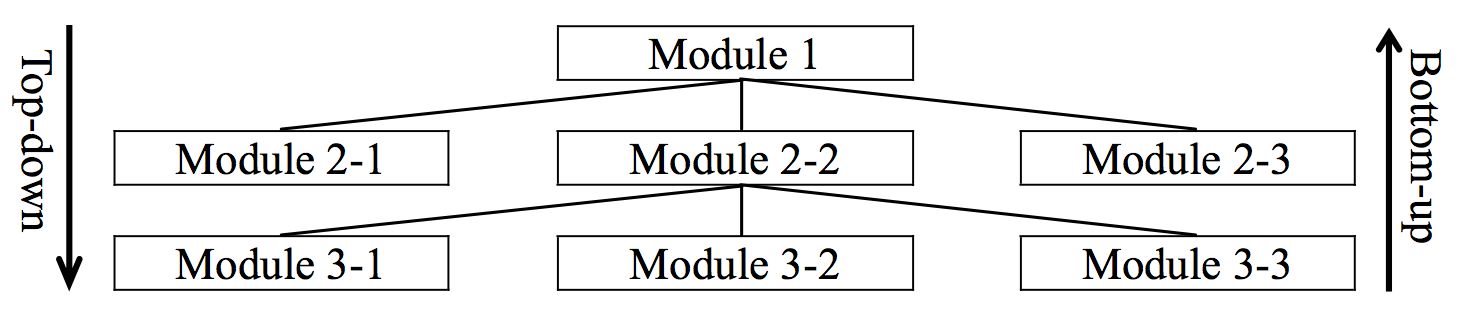 Top-down
Module 1
Module 2-1
Module 2-2
Module 2-3
Module 3-1
Module 3-2
Module 3-3
Bottom-up